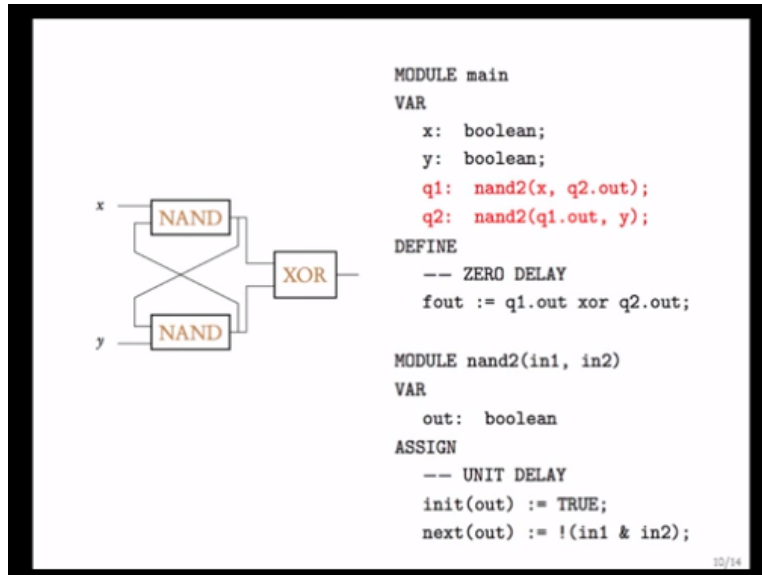 x
NAND
XOR
NAND
y
MODULE main
VAR
x: boolean;
y: boolean;
q1: nand2(x, q2.out);
q2: nand2(q1.out, y);
DEFINE
-- ZERO DELAY
fout := q1.out xor q2.out;
MODULE nand2(in1, in2)
VAR
out: boolean
ASSIGN
-- UNIT DELAY
init(out) := TRUE;
next(out) := !(in1 & in2);
10/14